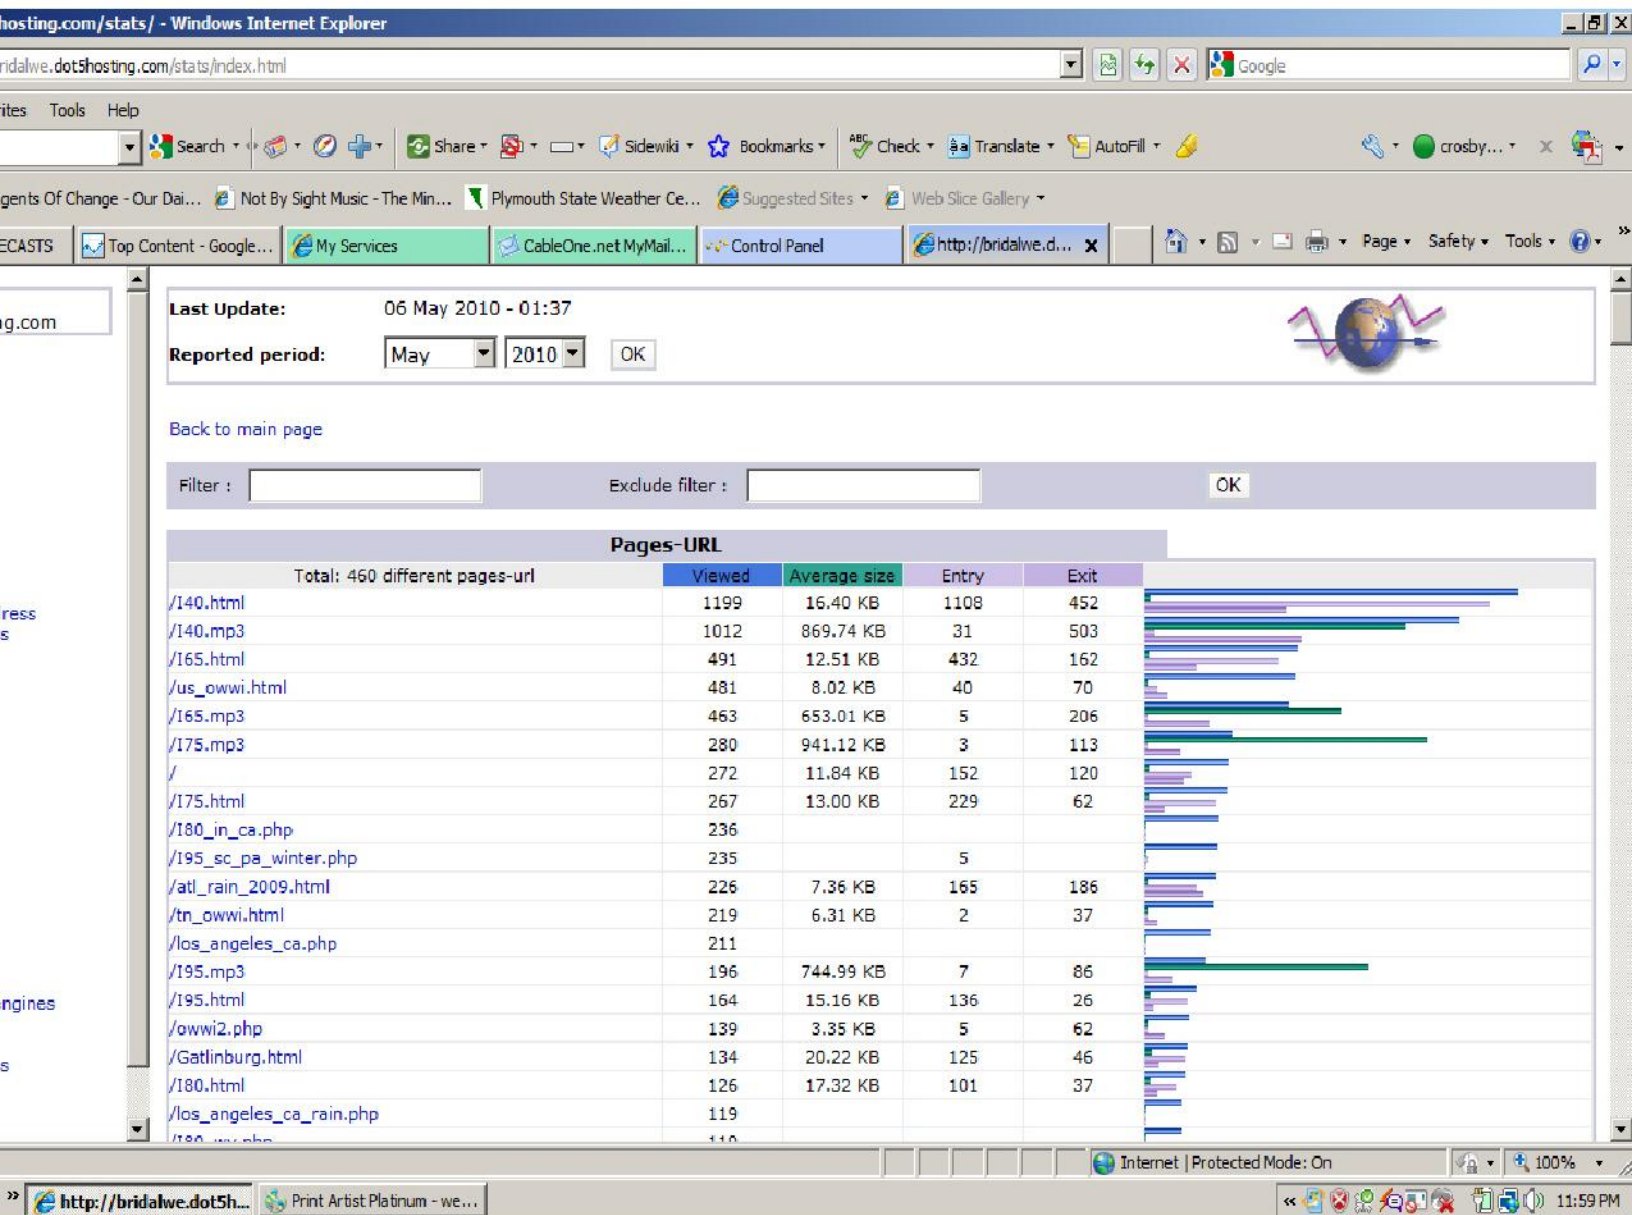 hosting.com/stats/ - Windows Internet Explorer
ridalwe.dot5hosting.com/stats/index.html
Google
rites Tools Help
Search
Share
Sidewiki
Bookmarks
Check
Translate
AutoFill
crosby...
gents Of Change - Our Dai...
Not By Sight Music - The Min...
Plymouth State Weather Ce...
Suggested Sites
Web Slice Gallery
ECASTS
Top Content - Google...
My Services
CableOne.net MyMail...
Control Panel
http://bridalwe.d... X
Page
Safety
Tools
ng.com
ress
s
ngines
s
Last Update: 06 May 2010 - 01:37
Reported period: May 2010 OK
Back to main page
Filter : Exclude filter : OK
Pages-URL
Total: 460 different pages-url Viewed Average size Entry Exit
/I40.html 1199 16.40 KB 1108 452
/I40.mp3 1012 869.74 KB 31 503
/I65.html 491 12.51 KB 432 162
/us_owwi.html 481 8.02 KB 40 70
/I65.mp3 463 653.01 KB 5 206
/I75.mp3 280 941.12 KB 3 113
/ 272 11.84 KB 152 120
/I75.html 267 13.00 KB 229 62
/I80_in_ca.php 236
/I95_sc_pa_winter.php 235 5
/atl_rain_2009.html 226 7.36 KB 165 186
/tn_owwi.html 219 6.31 KB 2 37
/los_angeles_ca.php 211
/I95.mp3 196 744.99 KB 7 86
/I95.html 164 15.16 KB 136 26
/owwi2.php 139 3.35 KB 5 62
/Gatlinburg.html 134 20.22 KB 125 46
/I80.html 126 17.32 KB 101 37
/los_angeles_ca_rain.php 119
Internet | Protected Mode: On
100%
http://bridalwe.dot5h...
Print Artist Platinum - we...
11:59 PM